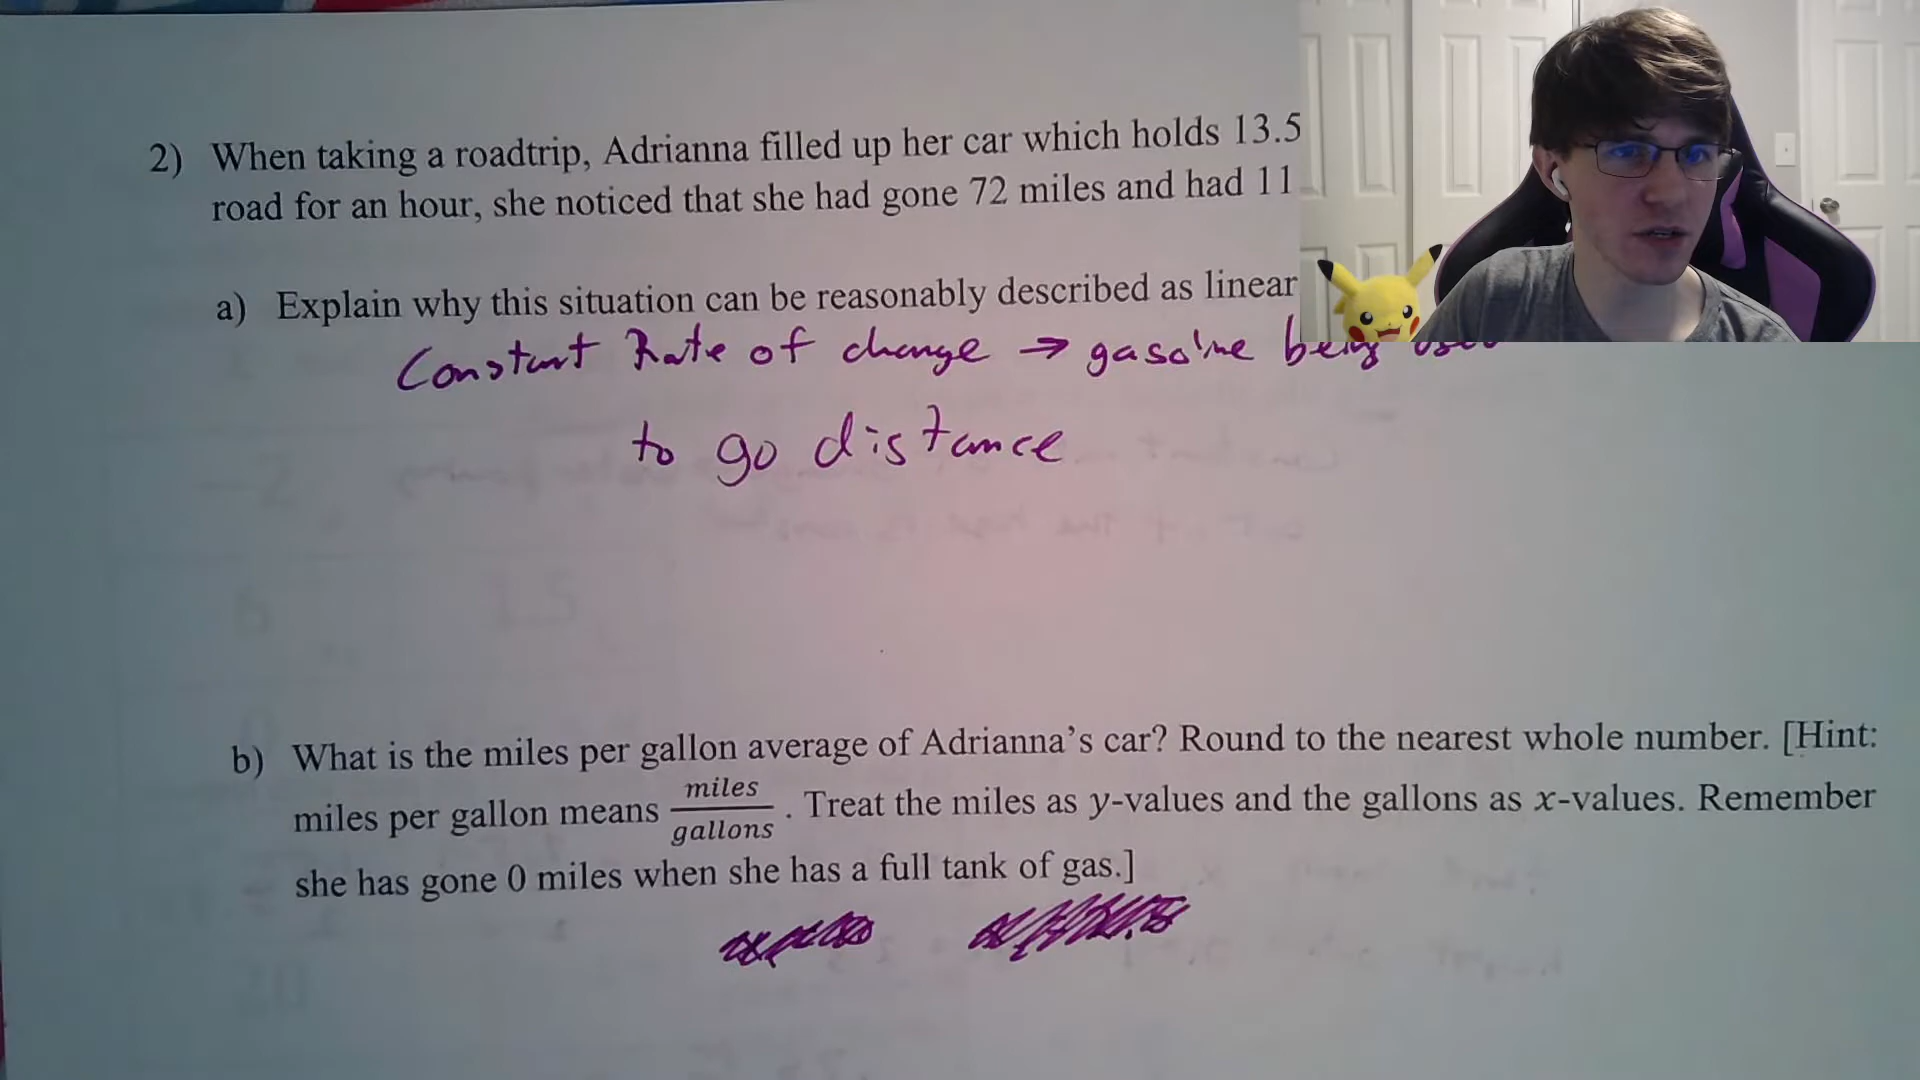 2) When taking a roadtrip, Adrianna filled up her car which holds 13.5
road for an hour, she noticed that she had gone 72 miles and had 11
a) Explain why this situation can be reasonably described as linear
Constant Rate of change → gasoline being
to go distance
b) What is the miles per gallon average of Adrianna’s car? Round to the nearest whole number. [Hint:
miles per gallon means miles/gallons. Treat the miles as y-values and the gallons as x-values. Remember
she has gone 0 miles when she has a full tank of gas.]